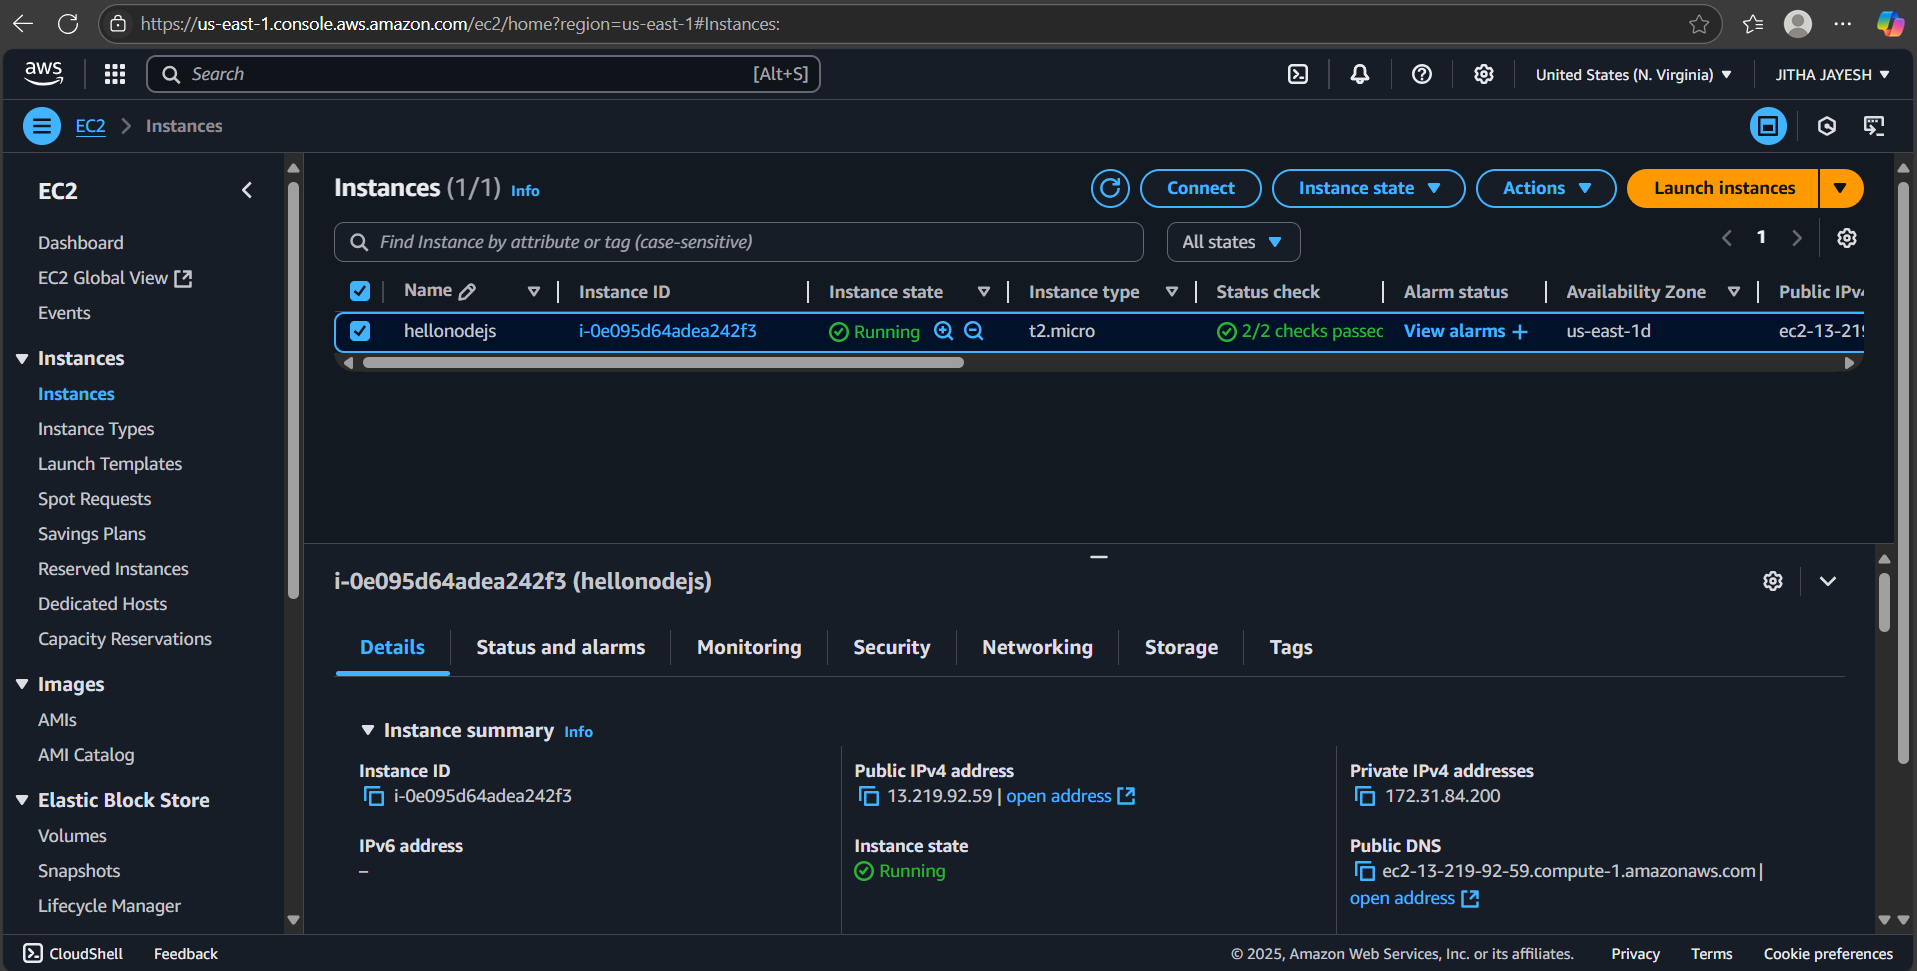 https://us-east-1.console.aws.amazon.com/ec2/home?region=us-east-1#Instances:
aws
Search [Alt+S]
United States (N. Virginia)
JITHA JAYESH
EC2 > Instances
EC2
Dashboard
EC2 Global View
Events
Instances
Instances
Instance Types
Launch Templates
Spot Requests
Savings Plans
Reserved Instances
Dedicated Hosts
Capacity Reservations
Images
AMIs
AMI Catalog
Elastic Block Store
Volumes
Snapshots
Lifecycle Manager
Instances (1/1) Info
Connect
Instance state
Actions
Launch instances
Find Instance by attribute or tag (case-sensitive)
All states
1
Name Instance ID Instance state Instance type Status check Alarm status Availability Zone Public IPv4
hellonodejs i-0e095d64adea242f3 Running t2.micro 2/2 checks passec View alarms + us-east-1d ec2-13-219
i-0e095d64adea242f3 (hellonodejs)
Details Status and alarms Monitoring Security Networking Storage Tags
Instance summary Info
Instance ID
i-0e095d64adea242f3
IPv6 address
–
Public IPv4 address
13.219.92.59 | open address
Instance state
Running
Private IPv4 addresses
172.31.84.200
Public DNS
ec2-13-219-92-59.compute-1.amazonaws.com |
open address
CloudShell Feedback © 2025, Amazon Web Services, Inc. or its affiliates. Privacy Terms Cookie preferences